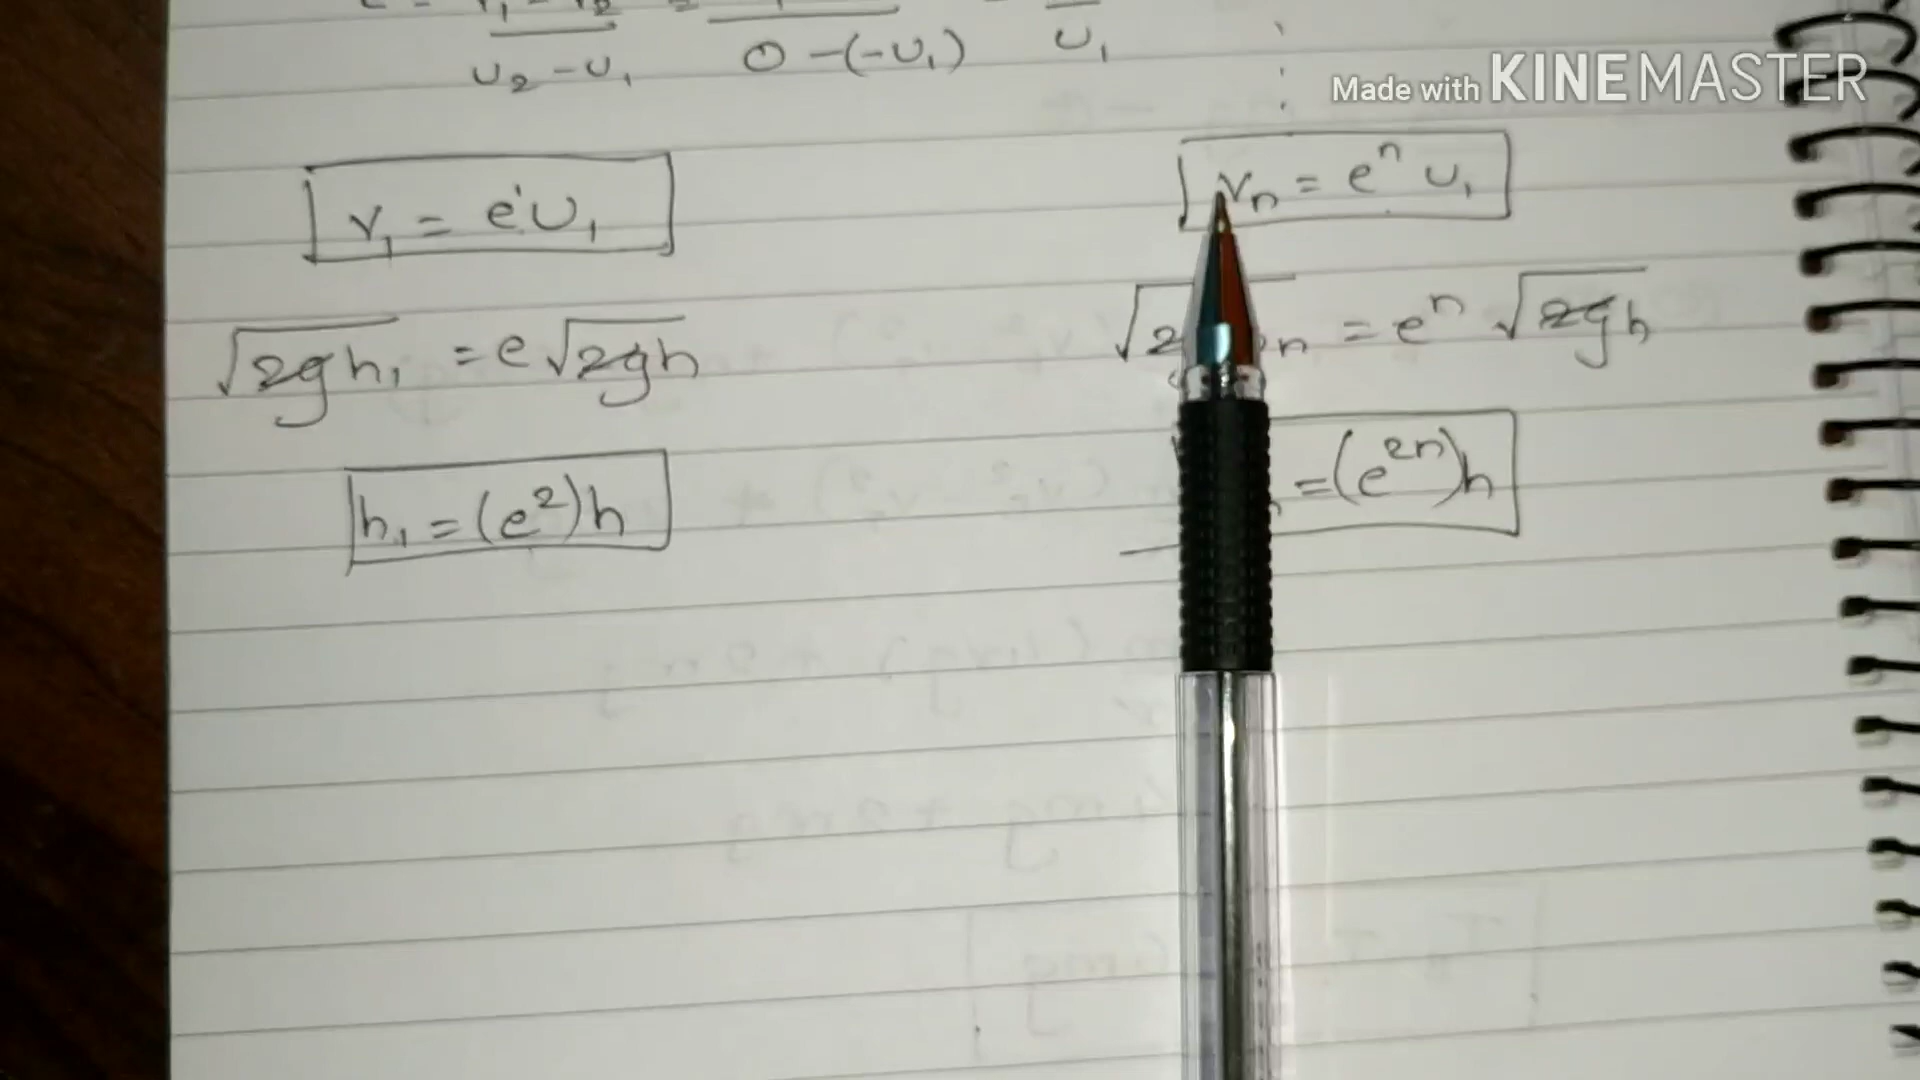 u₂ - u₁ 0 - (-u₁) u₁
Made with KINEMASTER
v₁ = e¹u₁
vₙ = eⁿ u₁
√2gh₁ = e√2gh
n = eⁿ √2gh
h₁ = (e²)h
= (e²ⁿ)h